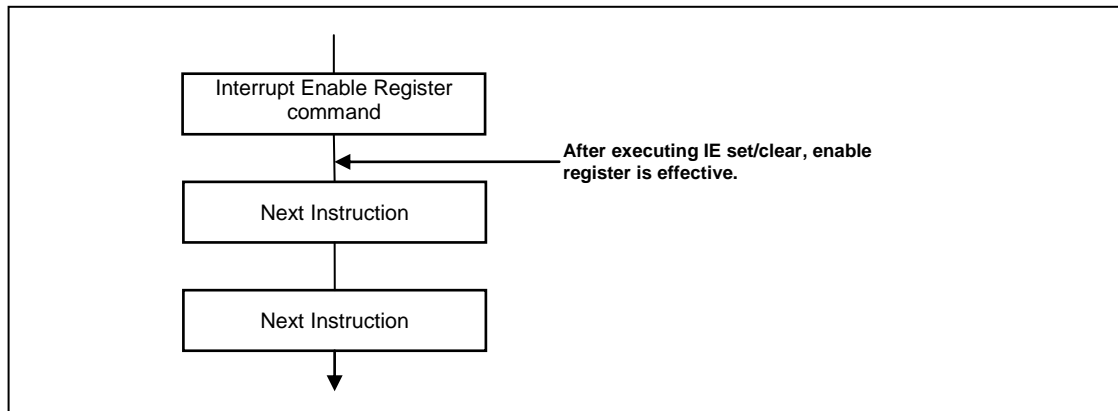 Interrupt Enable Register
command
After executing IE set/clear, enable
register is effective.
Next Instruction
Next Instruction